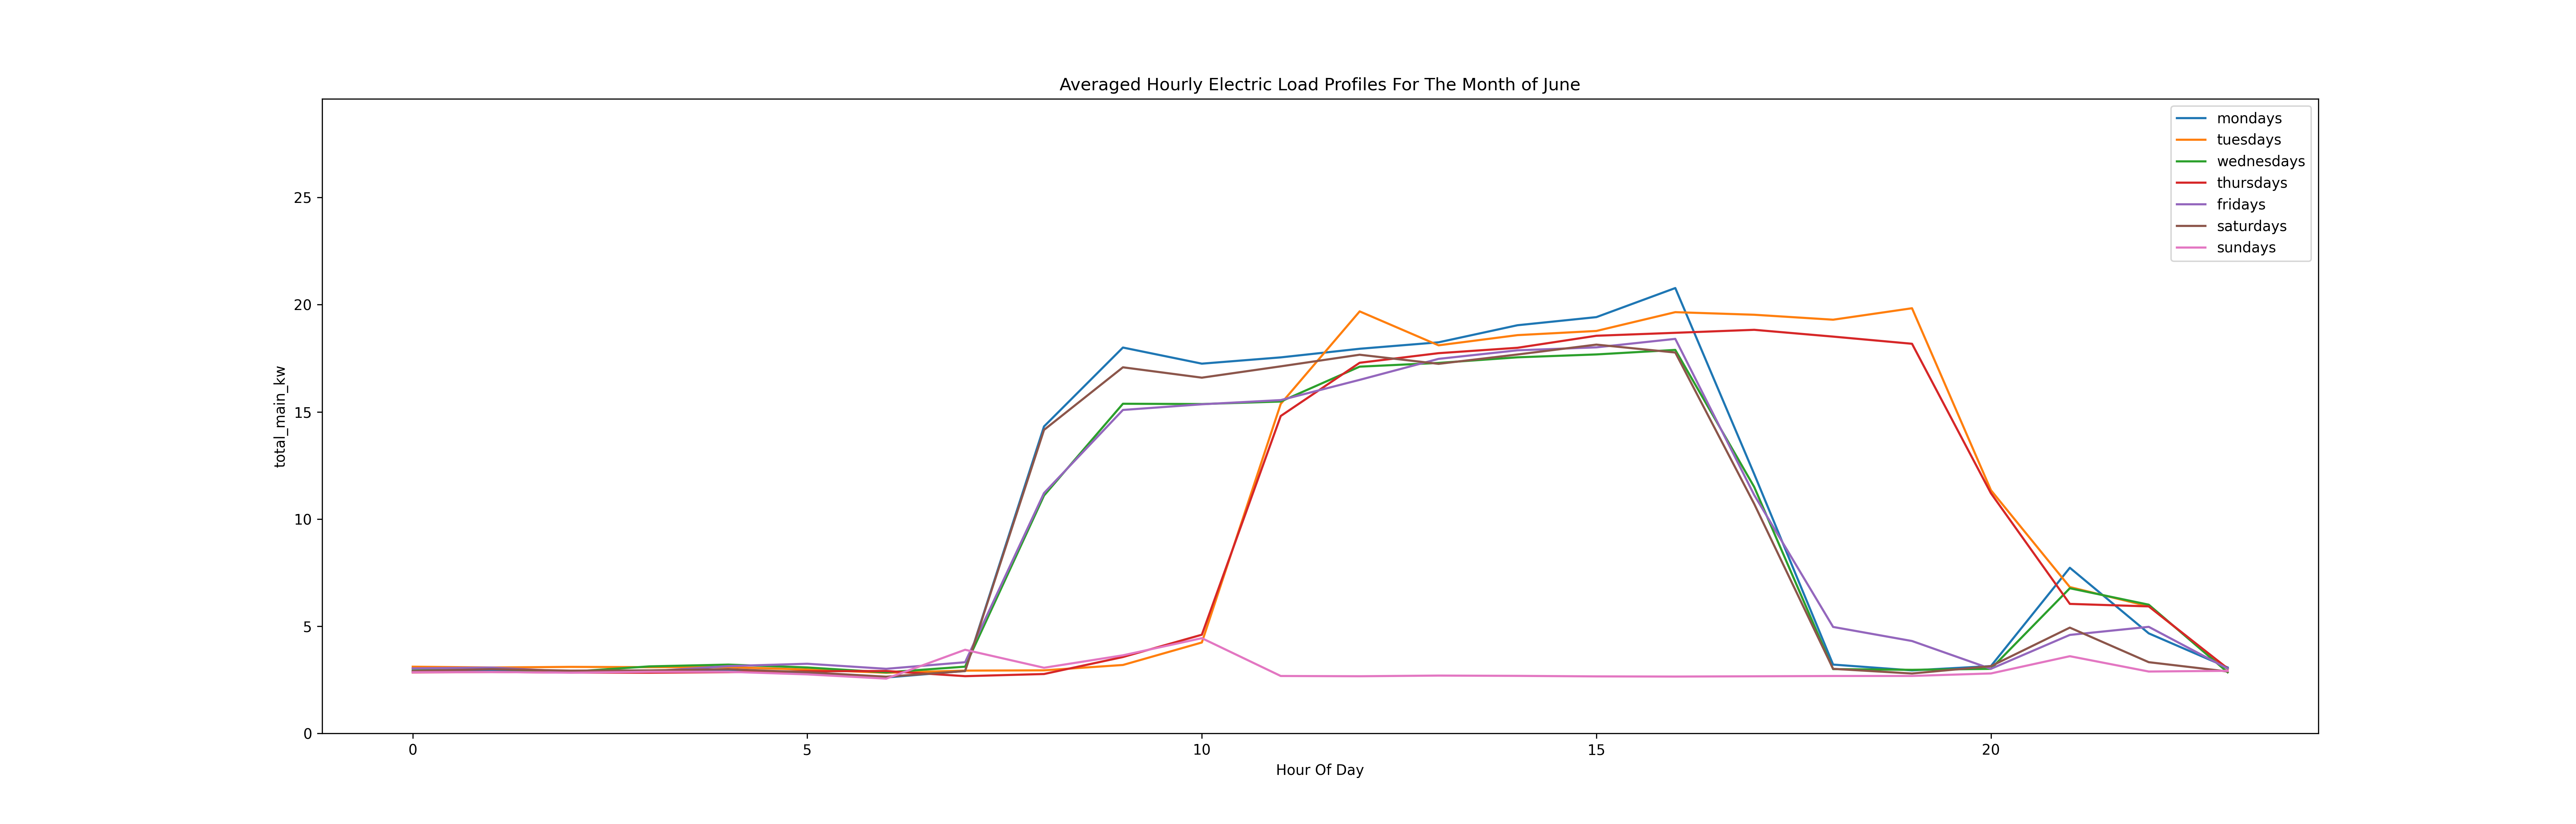 Averaged Hourly Electric Load Profiles For The Month of June
mondays
tuesdays
wednesdays
thursdays
fridays
saturdays
sundays
total_main_kw
25
20
15
10
5
0
0 5 10 15 20
Hour Of Day